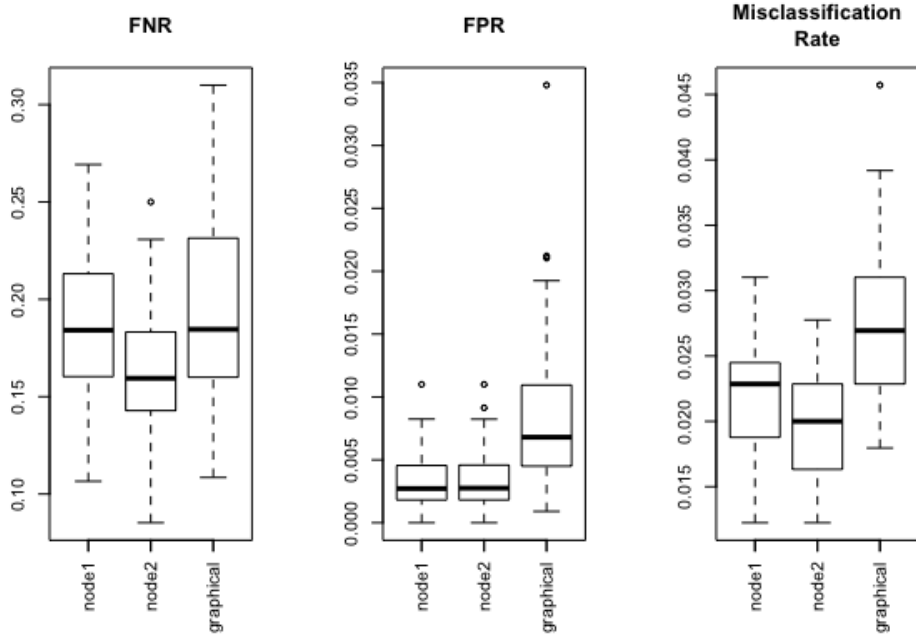 FNR
0.30
0.25
0.20
0.15
0.10
node1
node2
graphical
FPR
0.035
0.030
0.025
0.020
0.015
0.010
0.005
0.000
node1
node2
graphical
Misclassification
Rate
0.045
0.040
0.035
0.030
0.025
0.020
0.015
node1
node2
graphical